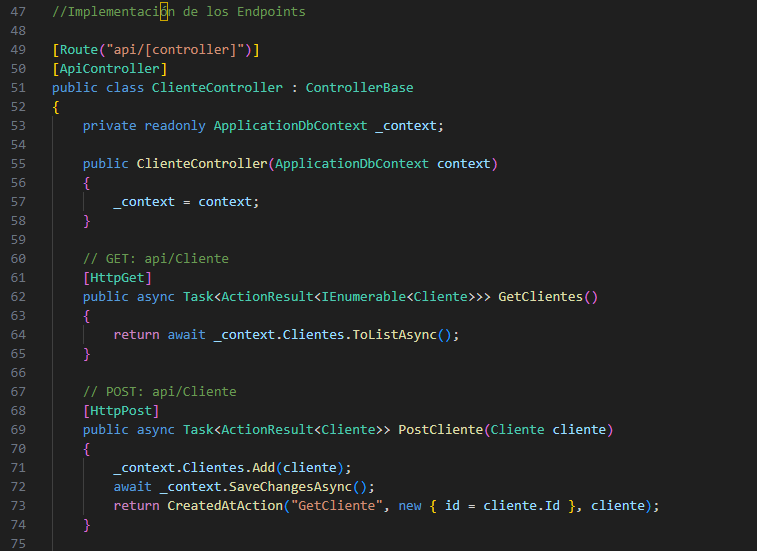 47 //Implementación de los Endpoints
48
49 [Route("api/[controller]")]
50 [ApiController]
51 public class ClienteController : ControllerBase
52 {
53     private readonly ApplicationDbContext _context;
54
55     public ClienteController(ApplicationDbContext context)
56     {
57         _context = context;
58     }
59
60     // GET: api/Cliente
61     [HttpGet]
62     public async Task<ActionResult<IEnumerable<Cliente>>> GetClientes()
63     {
64         return await _context.Clientes.ToListAsync();
65     }
66
67     // POST: api/Cliente
68     [HttpPost]
69     public async Task<ActionResult<Cliente>> PostCliente(Cliente cliente)
70     {
71         _context.Clientes.Add(cliente);
72         await _context.SaveChangesAsync();
73         return CreatedAtAction("GetCliente", new { id = cliente.Id }, cliente);
74     }
75